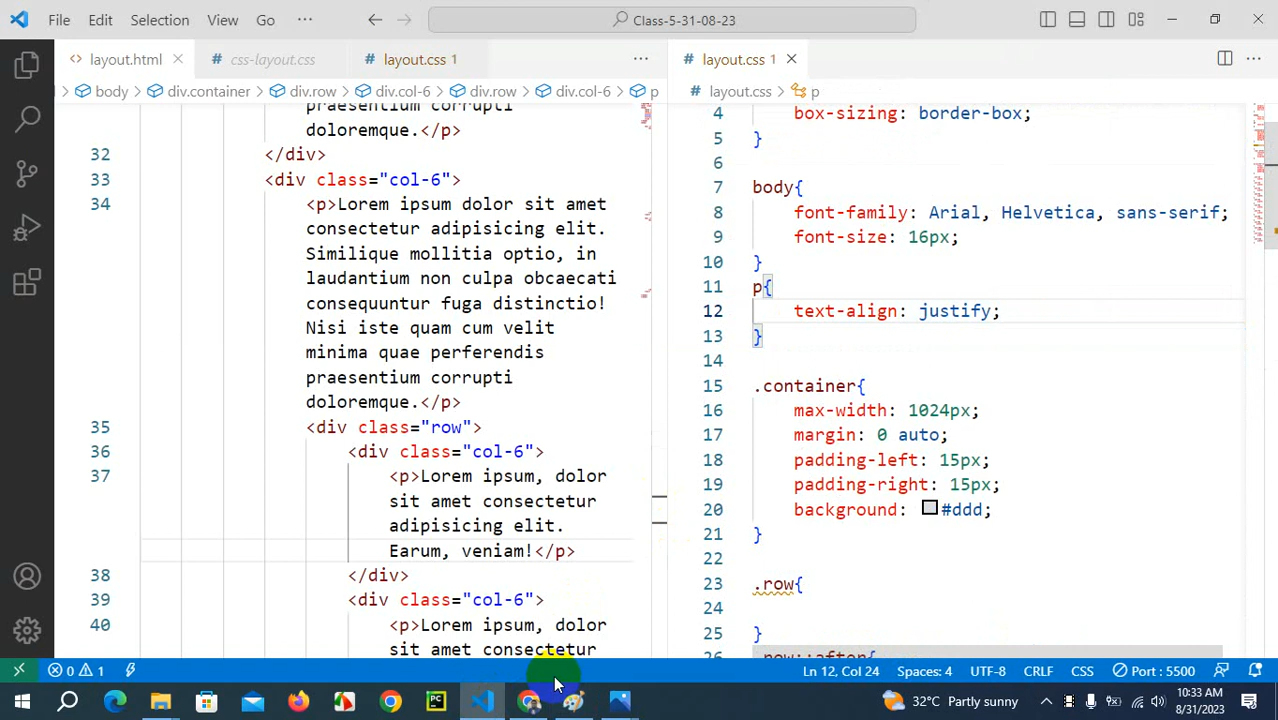 File Edit Selection View Go ··· Class-5-31-08-23
layout.html css-layout.css layout.css 1 ···
body > div.container > div.row > div.col-6 > div.row > div.col-6 > p
praesentium corrupti
doloremque.</p>
32 </div>
33 <div class="col-6">
34 <p>Lorem ipsum dolor sit amet
consectetur adipisicing elit.
Similique mollitia optio, in
laudantium non culpa obcaecati
consequuntur fuga distinctio!
Nisi iste quam cum velit
minima quae perferendis
praesentium corrupti
doloremque.</p>
35 <div class="row">
36 <div class="col-6">
37 <p>Lorem ipsum, dolor
sit amet consectetur
adipisicing elit.
Earum, veniam!</p>
38 </div>
39 <div class="col-6">
40 <p>Lorem ipsum, dolor
sit amet consectetur
layout.css 1 ···
layout.css > p
4 box-sizing: border-box;
5 }
6
7 body{
8 font-family: Arial, Helvetica, sans-serif;
9 font-size: 16px;
10 }
11 p{
12 text-align: justify;
13 }
14
15 .container{
16 max-width: 1024px;
17 margin: 0 auto;
18 padding-left: 15px;
19 padding-right: 15px;
20 background: #ddd;
21 }
22
23 .row{
24
25 }
26 .row::after{
0 1 Ln 12, Col 24 Spaces: 4 UTF-8 CRLF CSS Port : 5500
PC 32°C Partly sunny 10:33 AM
8/31/2023